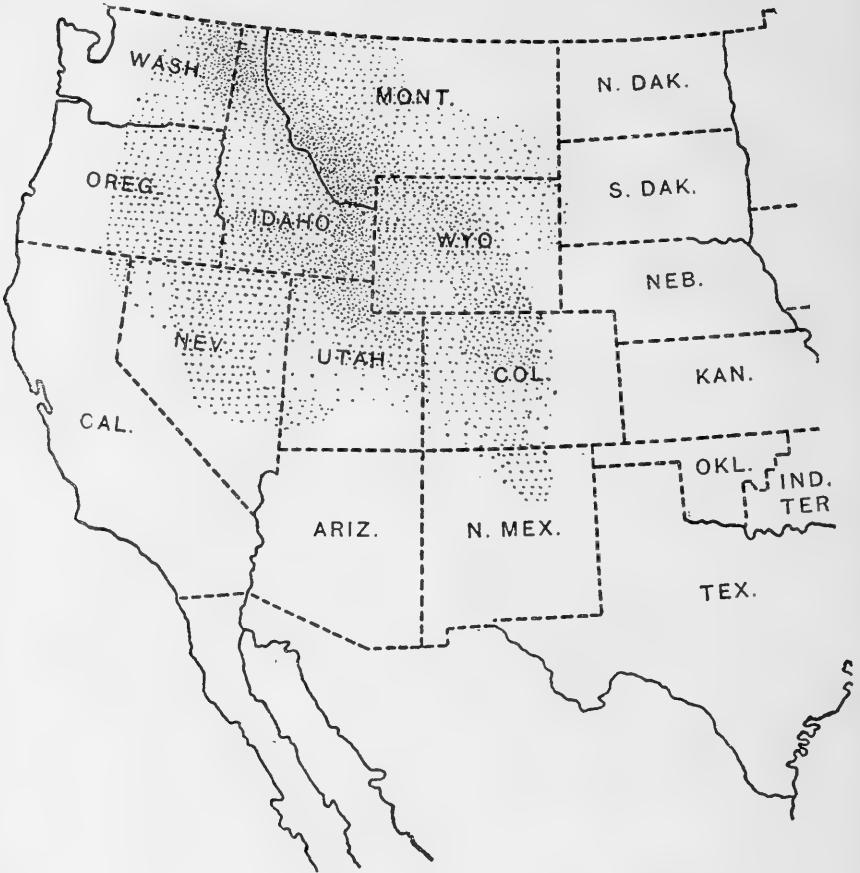 WASH.
MONT.
N. DAK.
OREG.
IDAHO
S. DAK.
WYO
NEB.
NEV.
UTAH
COL.
KAN.
CAL.
OKL.
IND.
TER
ARIZ.
N. MEX.
TEX.